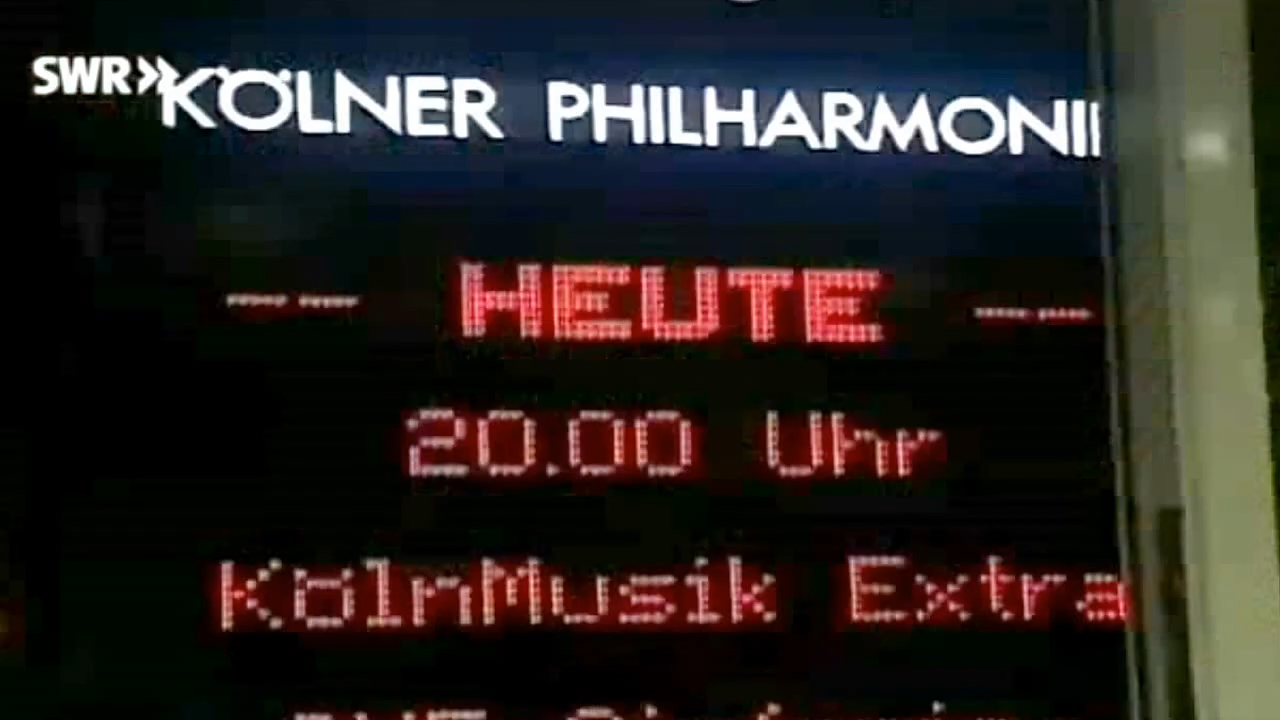 SWR»
KÖLNER PHILHARMONIE
-- HEUTE --
20.00 Uhr
KölnMusik Extra